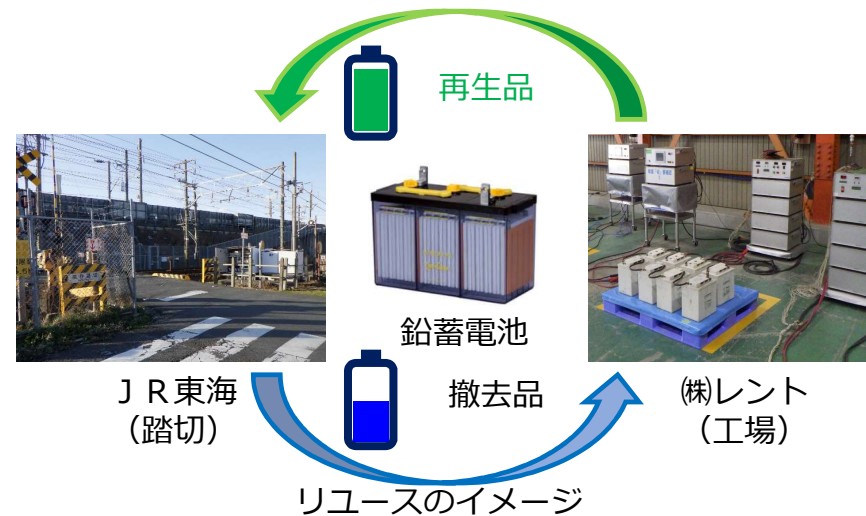 再生品
鉛蓄電池
ＪＲ東海
（踏切）
撤去品
㈱レント
（工場）
リユースのイメージ